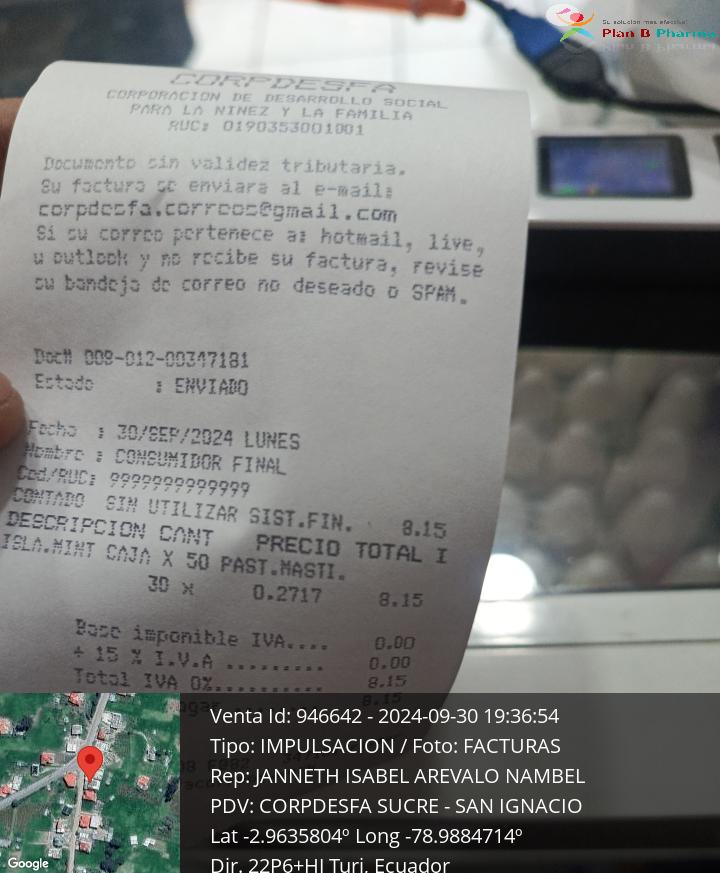 Su solución más efectiva!
Plan B Pharma
CORPDESFA
CORPORACION DE DESARROLLO SOCIAL
PARA LA NINEZ Y LA FAMILIA
RUC: 0190353001001
Documento sin validez tributaria.
Su factura se enviara al e-mail:
corpdesfa.correos@gmail.com
Si su correo pertenece a: hotmail, live,
u outlook y no recibe su factura, revise
su bandeja de correo no deseado o SPAM.
Doc# 008-012-00347181
Estado : ENVIADO
Fecha : 30/SEP/2024 LUNES
Nombre : CONSUMIDOR FINAL
Ced/RUC: 9999999999999
CONTADO SIN UTILIZAR SIST.FIN. 8.15
DESCRIPCION CANT PRECIO TOTAL I
ISLA.MINT CAJA X 50 PAST.MASTI.
30 x 0.2717 8.15
Base imponible IVA.... 0.00
+ 15 % I.V.A ......... 0.00
Total IVA 0%.......... 8.15
8.15
Venta Id: 946642 - 2024-09-30 19:36:54
Tipo: IMPULSACION / Foto: FACTURAS
Rep: JANNETH ISABEL AREVALO NAMBEL
PDV: CORPDESFA SUCRE - SAN IGNACIO
Lat -2.9635804º Long -78.9884714º
Dir. 22P6+HJ Turi, Ecuador
Google